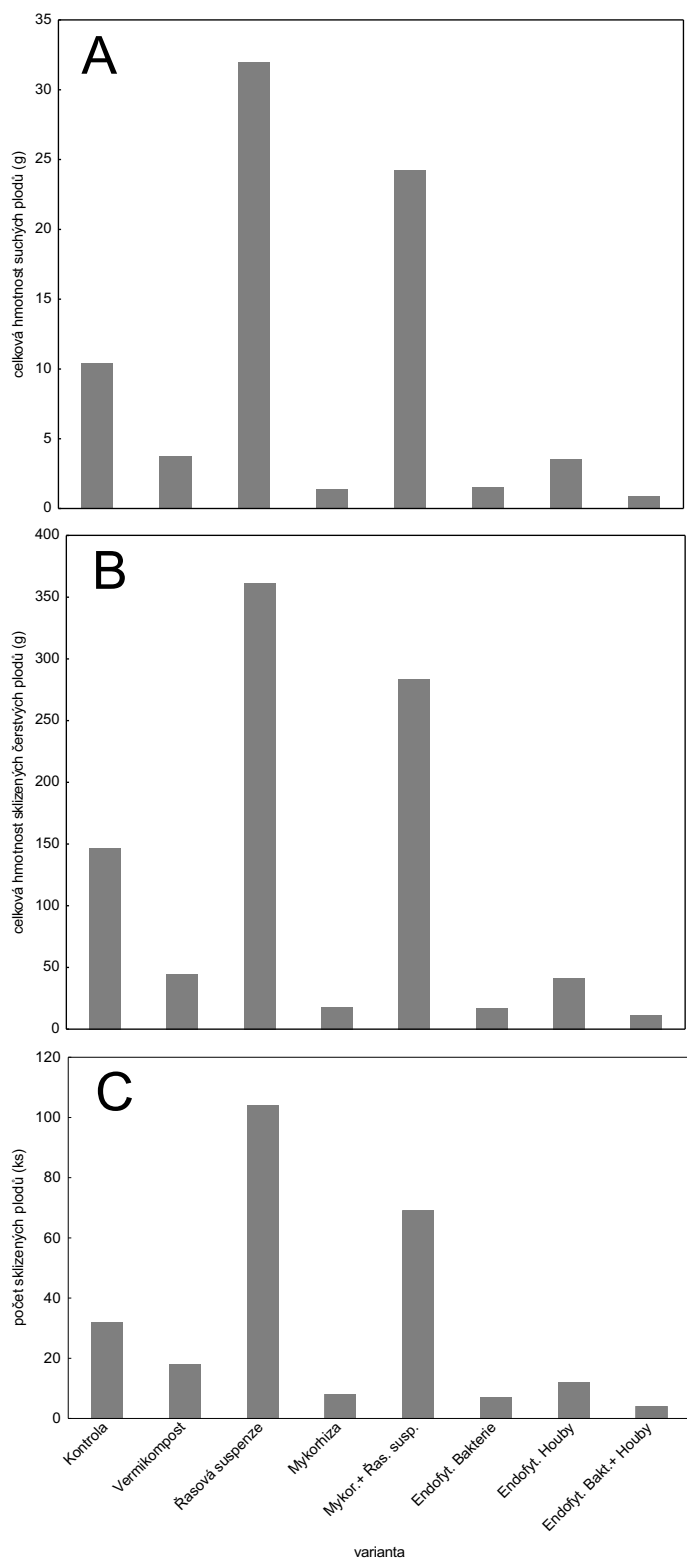 A
celková hmotnost suchých plodů (g)
35
30
25
20
15
10
5
0
B
celková hmotnost sklizených čerstvých plodů (g)
400
350
300
250
200
150
100
50
0
C
počet sklizených plodů (ks)
120
100
80
60
40
20
0
Kontrola
Vermikompost
Řasová suspenze
Mykorhiza
Mykor.+ Řas. susp.
Endofyt. Bakterie
Endofyt. Houby
Endofyt. Bakt.+ Houby
varianta